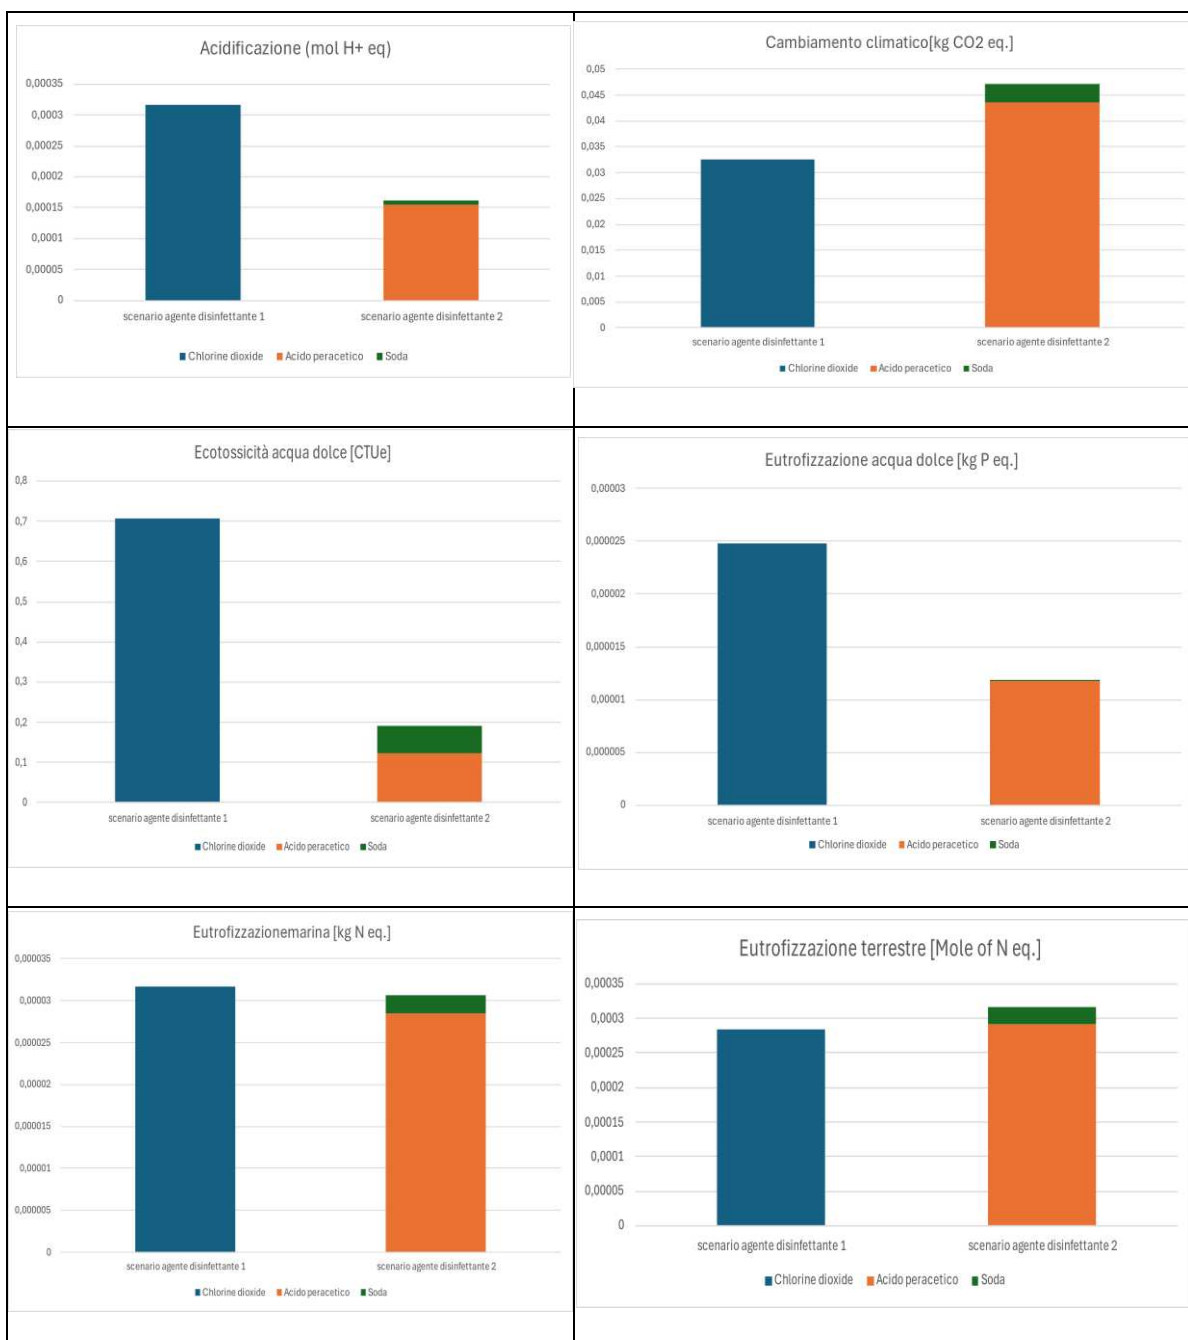 Acidificazione (mol H+ eq)
0,00035
0,0003
0,00025
0,0002
0,00015
0,0001
0,00005
0
scenario agente disinfettante 1
scenario agente disinfettante 2
Chlorine dioxide Acido peracetico Soda
Cambiamento climatico[kg CO2 eq.]
0,05
0,045
0,04
0,035
0,03
0,025
0,02
0,015
0,01
0,005
0
scenario agente disinfettante 1
scenario agente disinfettante 2
Chlorine dioxide Acido peracetico Soda
Ecotossicità acqua dolce [CTUe]
0,8
0,7
0,6
0,5
0,4
0,3
0,2
0,1
0
scenario agente disinfettante 1
scenario agente disinfettante 2
Chlorine dioxide Acido peracetico Soda
Eutrofizzazione acqua dolce [kg P eq.]
0,00003
0,000025
0,00002
0,000015
0,00001
0,000005
0
scenario agente disinfettante 1
scenario agente disinfettante 2
Chlorine dioxide Acido peracetico Soda
Eutrofizzazionemarina [kg N eq.]
0,000035
0,00003
0,000025
0,00002
0,000015
0,00001
0,000005
0
scenario agente disinfettante 1
scenario agente disinfettante 2
Chlorine dioxide Acido peracetico Soda
Eutrofizzazione terrestre [Mole of N eq.]
0,00035
0,0003
0,00025
0,0002
0,00015
0,0001
0,00005
0
scenario agente disinfettante 1
scenario agente disinfettante 2
Chlorine dioxide Acido peracetico Soda